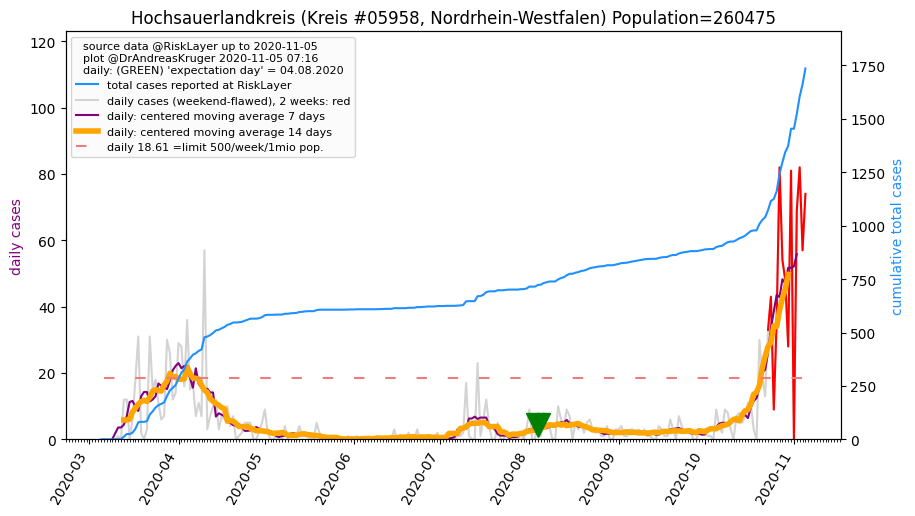 Hochsauerlandkreis (Kreis #05958, Nordrhein-Westfalen) Population=260475
source data @RiskLayer up to 2020-11-05
plot @DrAndreasKruger 2020-11-05 07:16
daily: (GREEN) 'expectation day' = 04.08.2020
total cases reported at RiskLayer
daily cases (weekend-flawed), 2 weeks: red
daily: centered moving average 7 days
daily: centered moving average 14 days
daily 18.61 =limit 500/week/1mio pop.
daily cases
120
100
80
60
40
20
0
cumulative total cases
1750
1500
1250
1000
750
500
250
0
2020-03
2020-04
2020-05
2020-06
2020-07
2020-08
2020-09
2020-10
2020-11